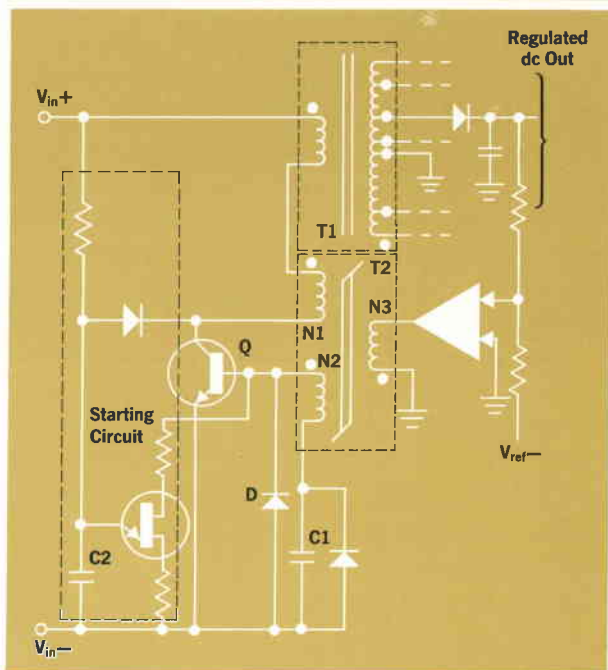 Regulated
dc Out
Vin+
T1
T2
N1
N3
N2
Q
Starting
Circuit
D
C1
C2
Vref−
Vin−